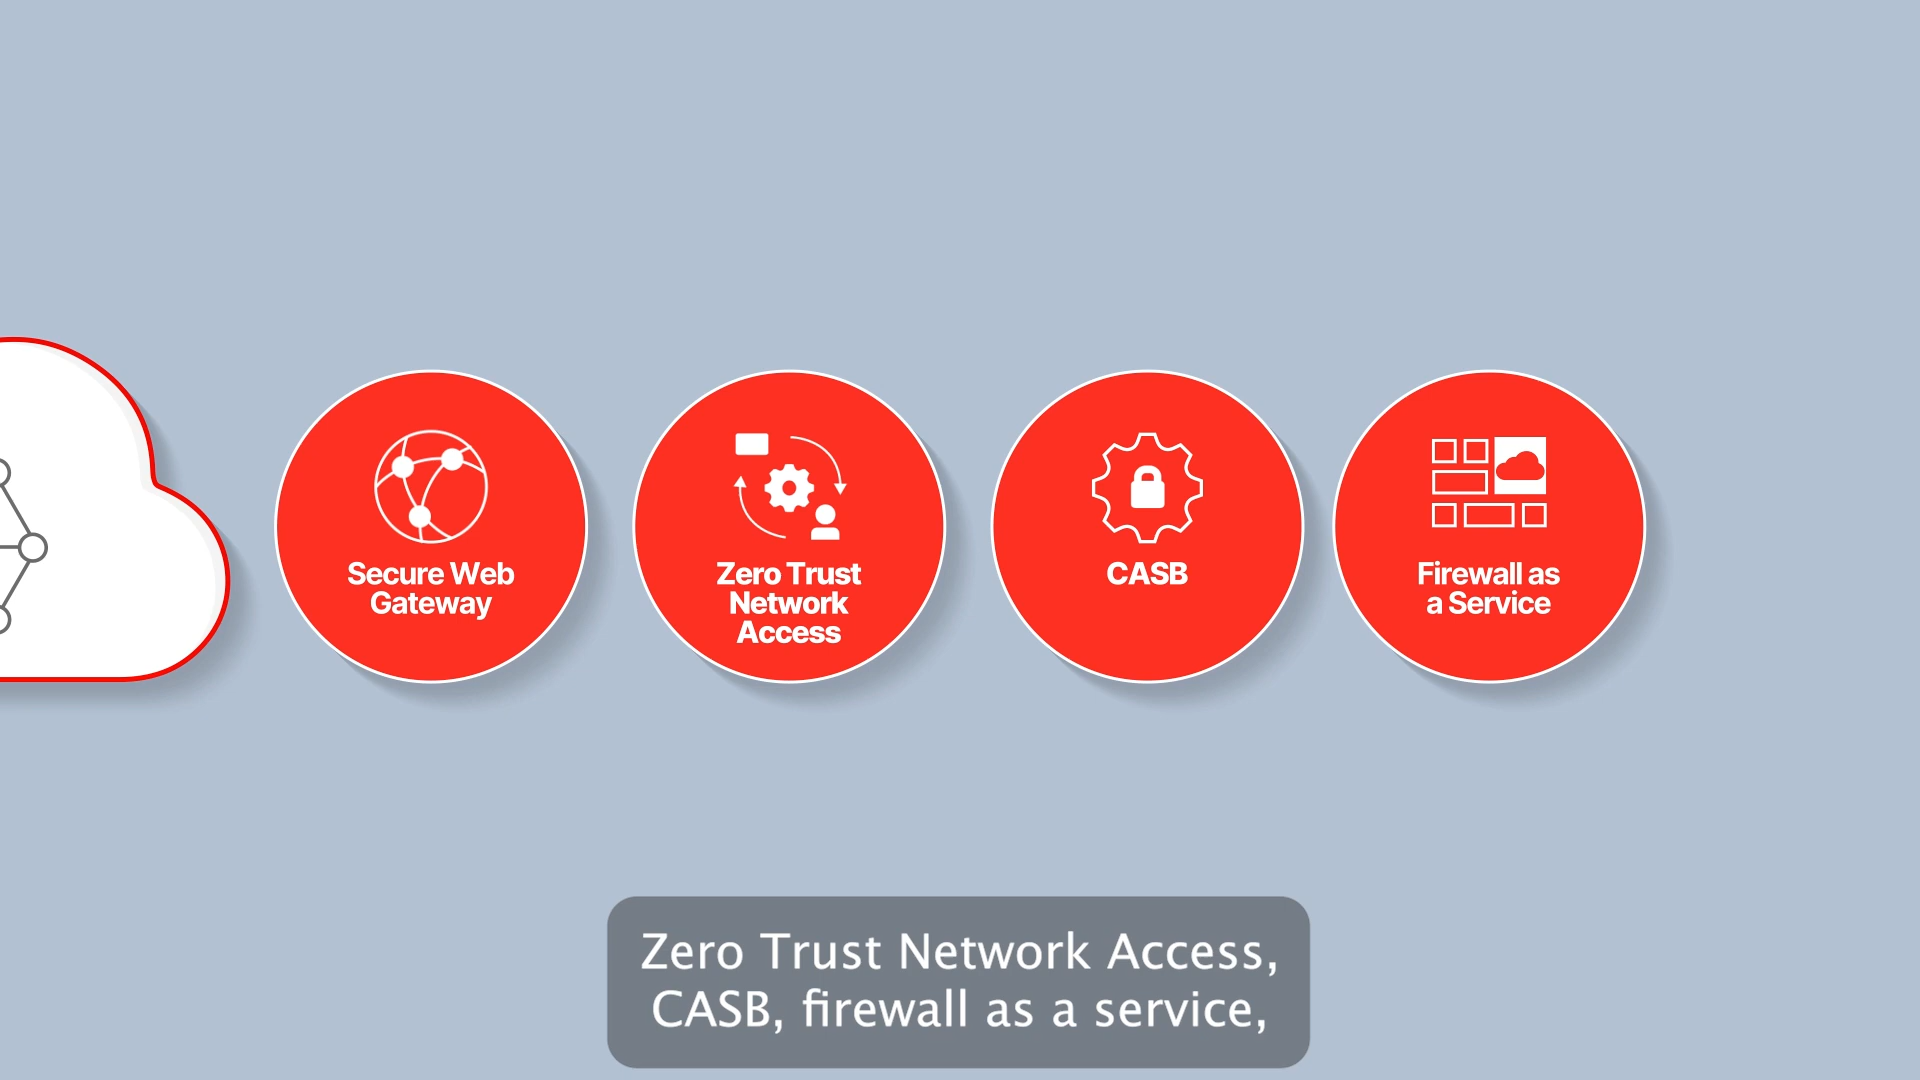 Secure Web
Gateway
Zero Trust
Network
Access
CASB
Firewall as
a Service
Zero Trust Network Access,
CASB, firewall as a service,